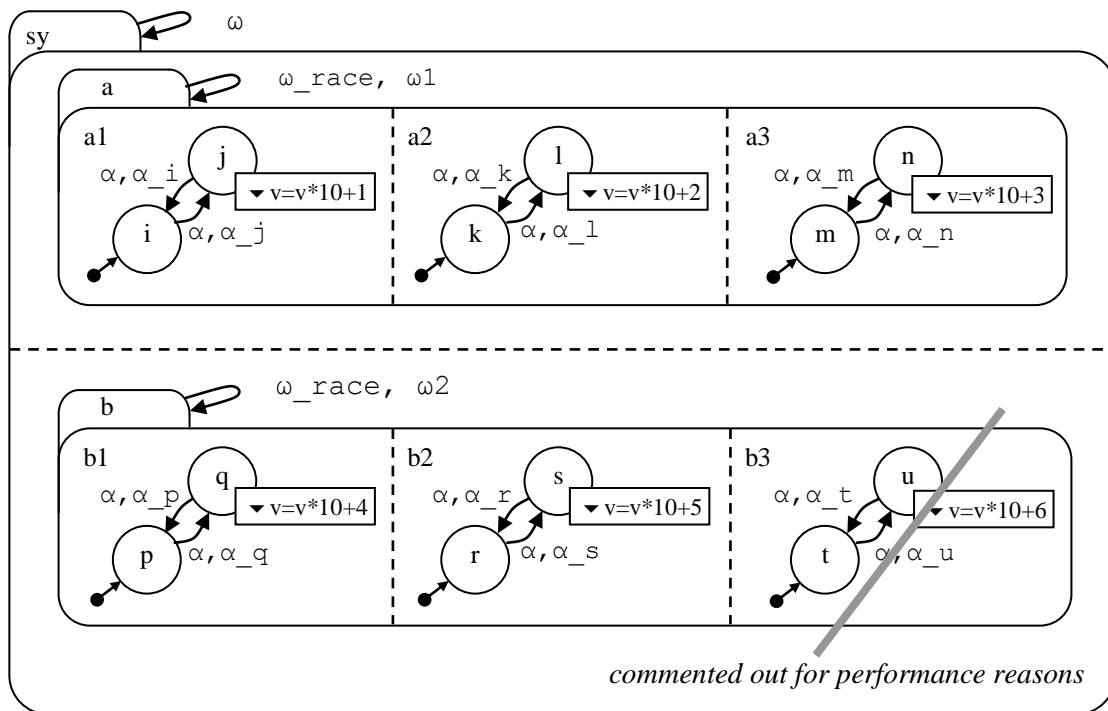 sy
ω
a
ω_race, ω1
a1
j
α,α_i
▼ v=v*10+1
i
α,α_j
a2
l
α,α_k
▼ v=v*10+2
k
α,α_l
a3
n
α,α_m
▼ v=v*10+3
m
α,α_n
b
ω_race, ω2
b1
q
α,α_p
▼ v=v*10+4
p
α,α_q
b2
s
α,α_r
▼ v=v*10+5
r
α,α_s
b3
u
α,α_t
▼ v=v*10+6
t
α,α_u
commented out for performance reasons